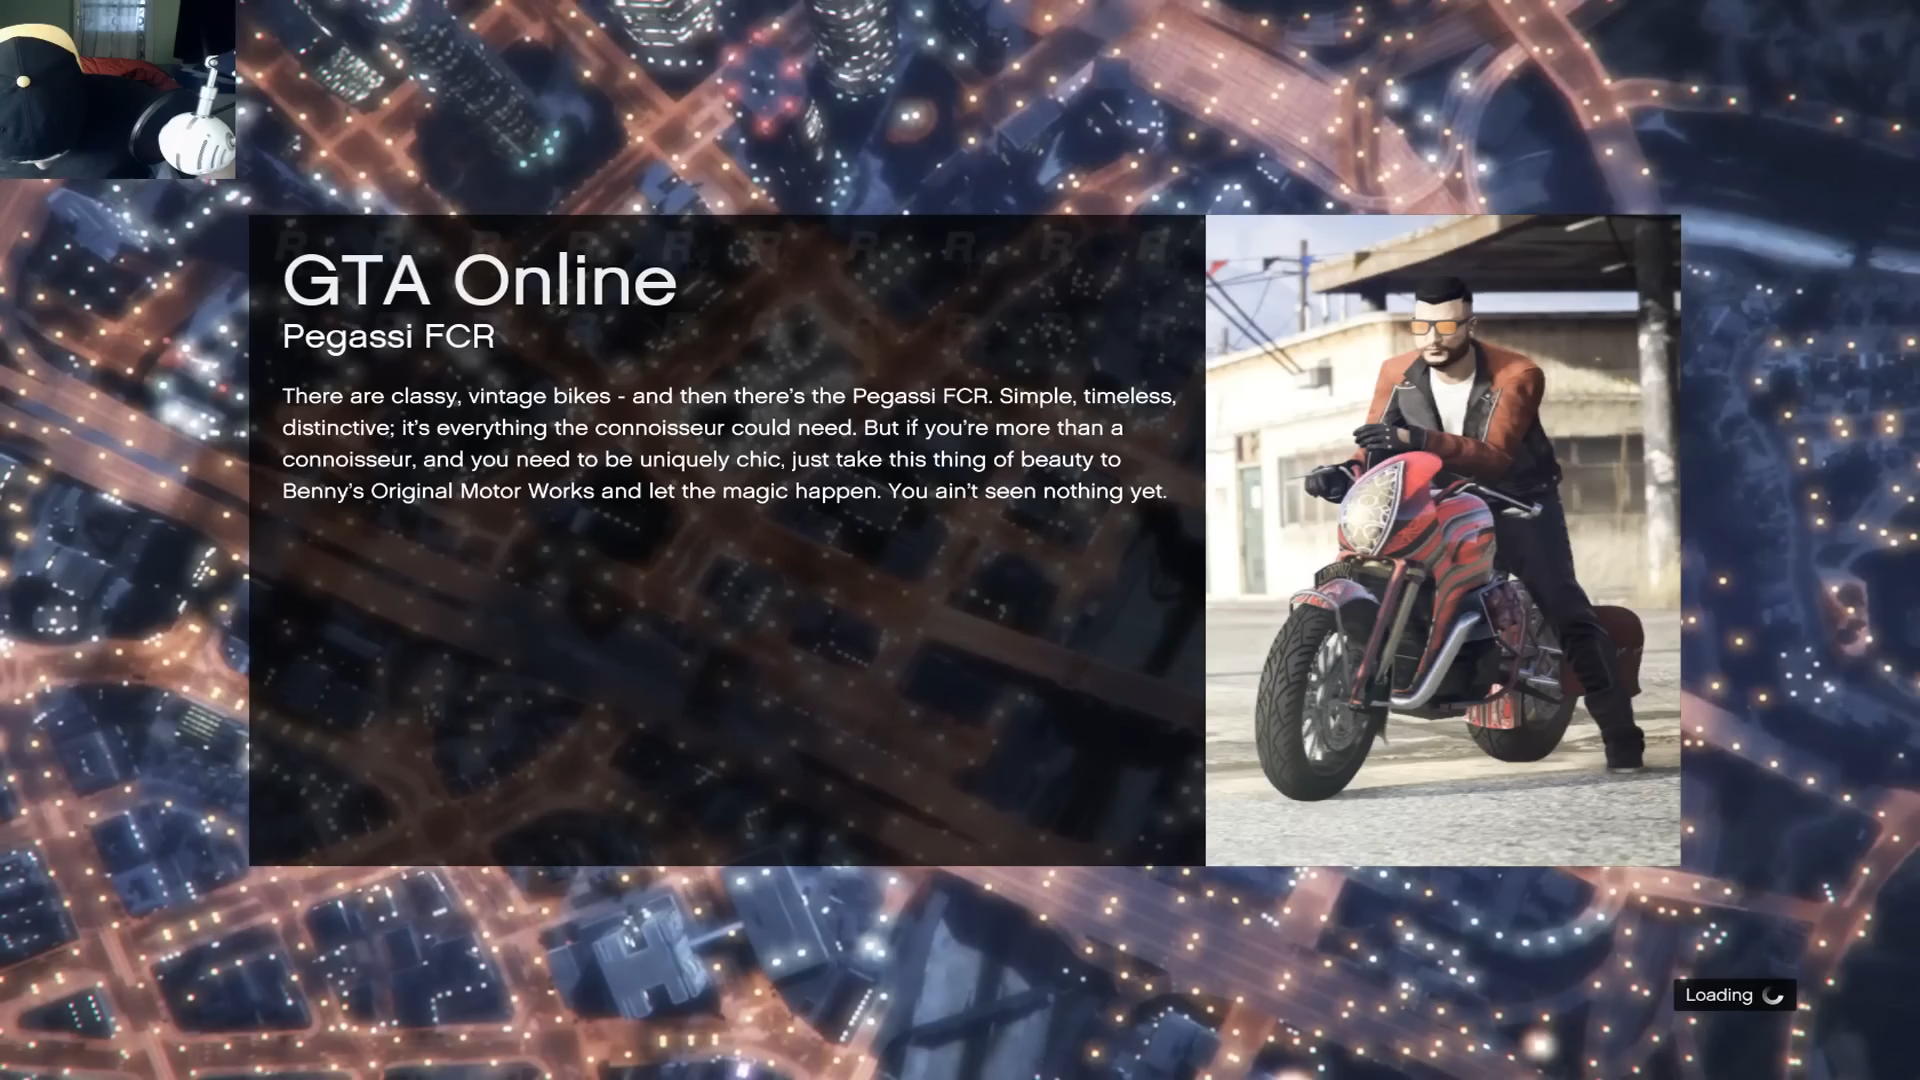 GTA Online
Pegassi FCR
There are classy, vintage bikes - and then there's the Pegassi FCR. Simple, timeless,
distinctive; it's everything the connoisseur could need. But if you're more than a
connoisseur, and you need to be uniquely chic, just take this thing of beauty to
Benny's Original Motor Works and let the magic happen. You ain't seen nothing yet.
Loading